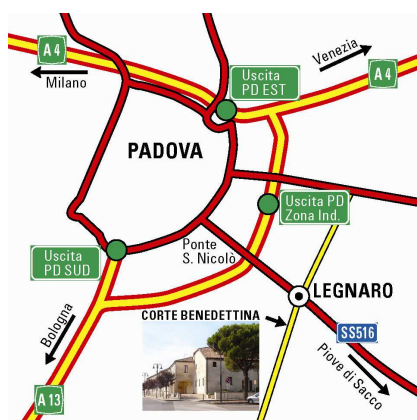 A4
Milano
Uscita
PD EST
Venezia
A4
PADOVA
Uscita PD
Zona Ind.
Ponte
S. Nicolò
Uscita
PD SUD
LEGNARO
CORTE BENEDETTINA
Bologna
SS516
Piove di Sacco
A 13